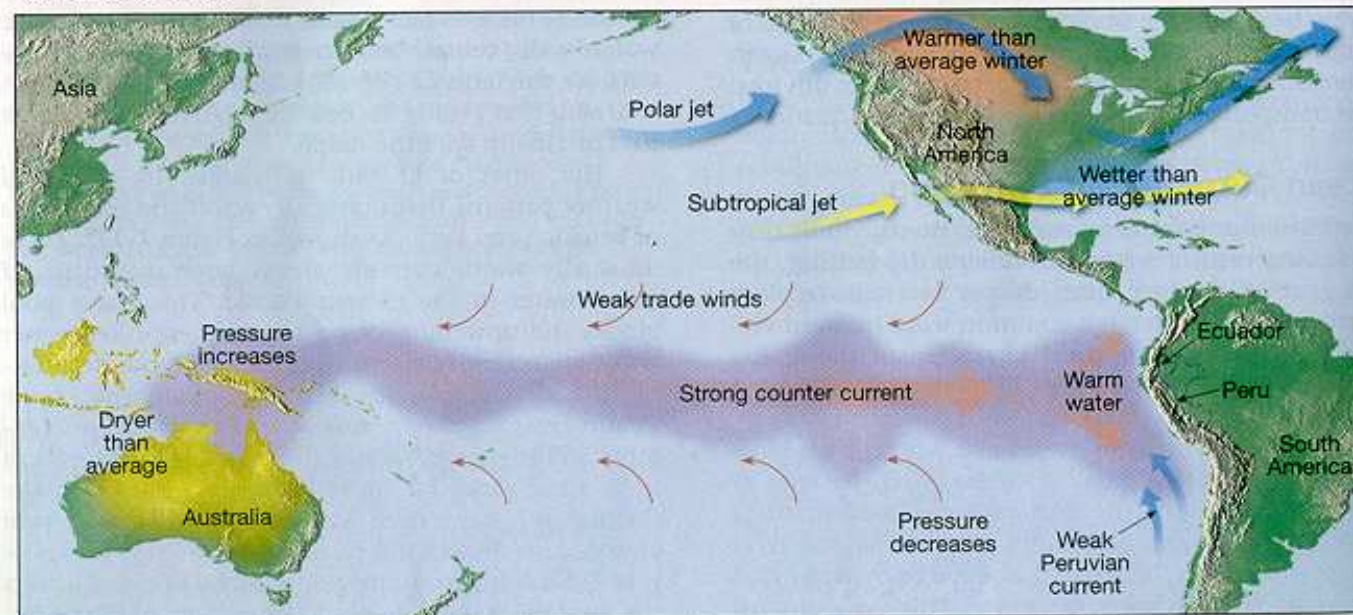 Asia
Polar jet
Warmer than
average winter
North
America
Subtropical jet
Wetter than
average winter
Weak trade winds
Pressure
increases
Ecuador
Strong counter current
Warm
water
Peru
Dryer
than
average
South
America
Australia
Pressure
decreases
Weak
Peruvian
current